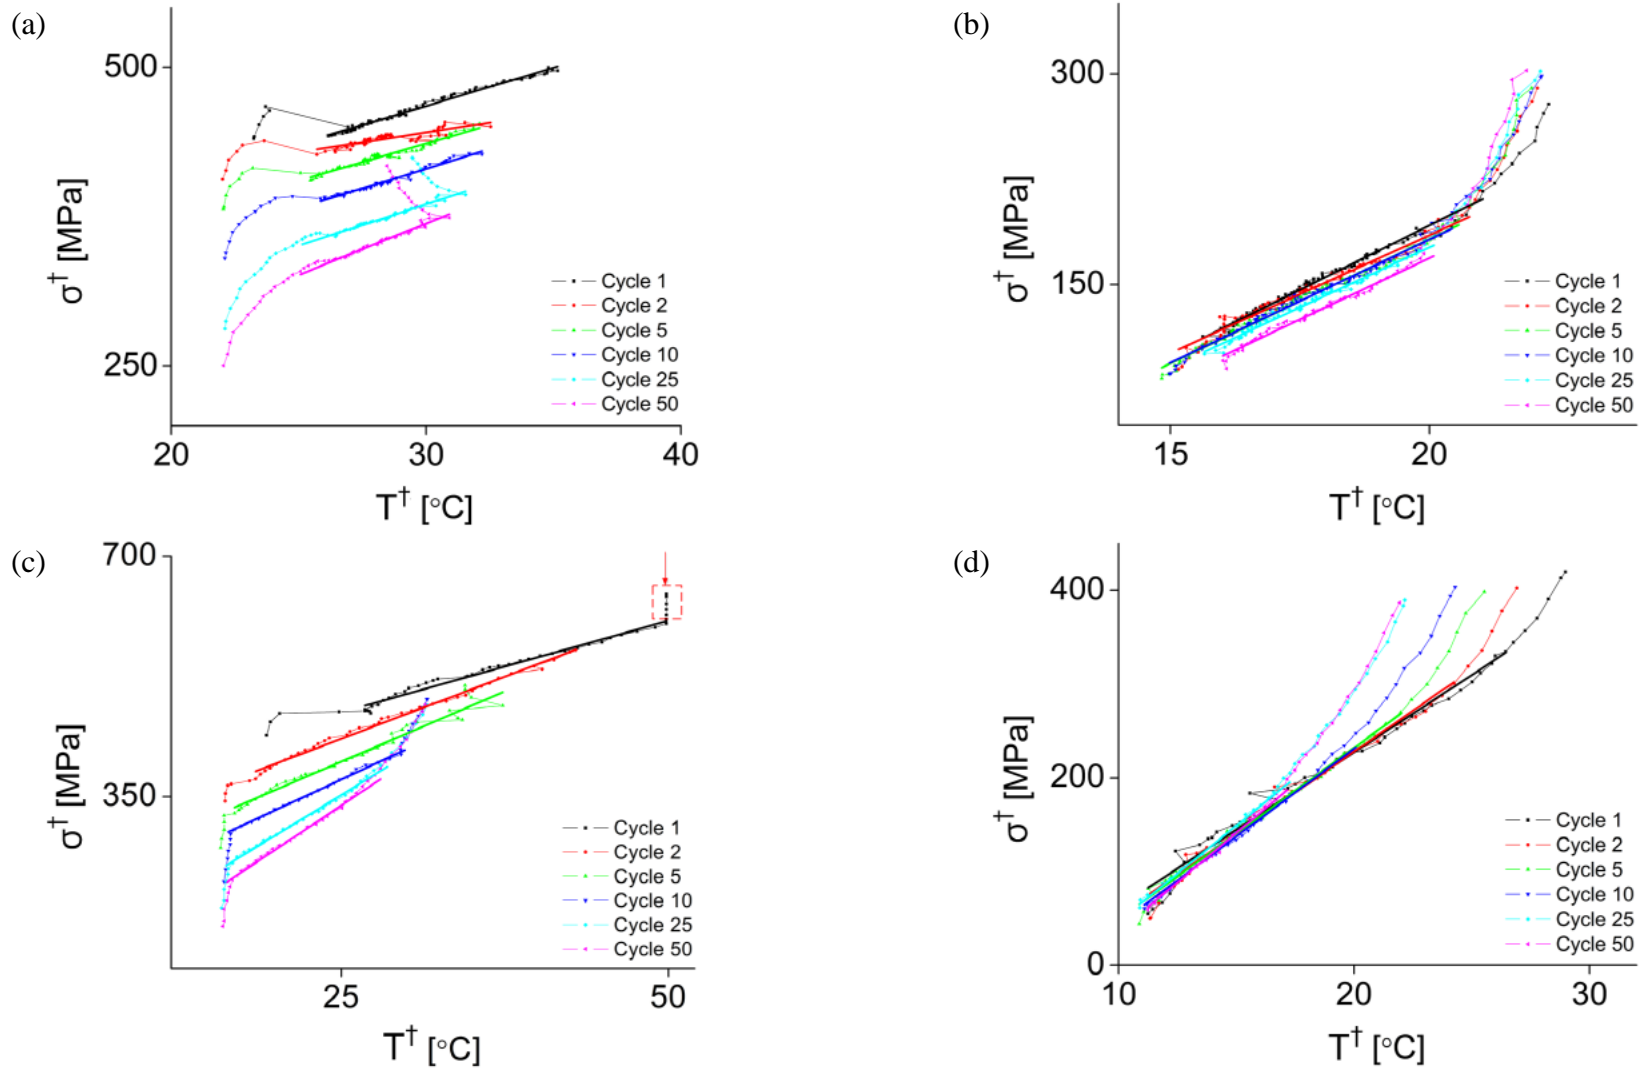 (a)
500
250
σ† [MPa]
20 30 40
T† [°C]
Cycle 1
Cycle 2
Cycle 5
Cycle 10
Cycle 25
Cycle 50
(b)
300
150
σ† [MPa]
15 20
T† [°C]
Cycle 1
Cycle 2
Cycle 5
Cycle 10
Cycle 25
Cycle 50
(c)
700
350
σ† [MPa]
25 50
T† [°C]
Cycle 1
Cycle 2
Cycle 5
Cycle 10
Cycle 25
Cycle 50
(d)
400
200
0
σ† [MPa]
10 20 30
T† [°C]
Cycle 1
Cycle 2
Cycle 5
Cycle 10
Cycle 25
Cycle 50